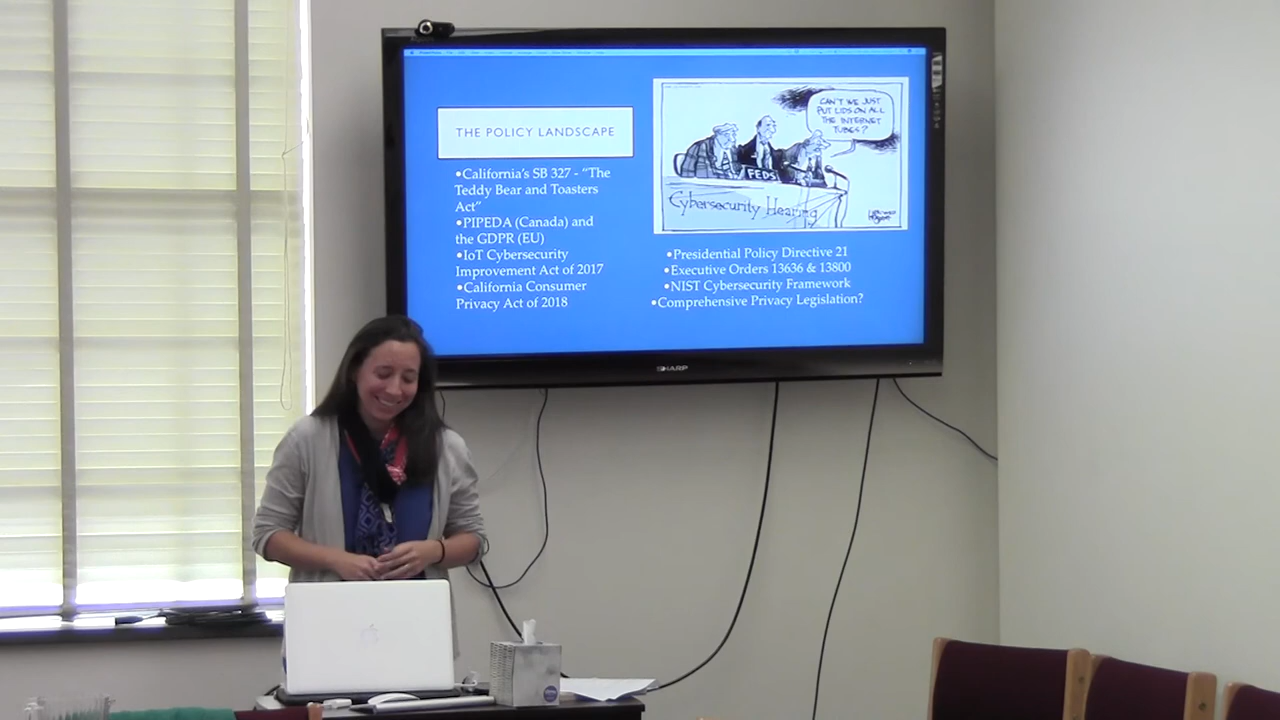 THE POLICY LANDSCAPE
•California's SB 327 - “The
Teddy Bear and Toasters
Act”
•PIPEDA (Canada) and
the GDPR (EU)
•IoT Cybersecurity
Improvement Act of 2017
•California Consumer
Privacy Act of 2018
CAN'T WE JUST
PUT LIDS ON ALL
THE INTERNET
TUBES?
FEDS
Cybersecurity Hearing
•Presidential Policy Directive 21
•Executive Orders 13636 & 13800
•NIST Cybersecurity Framework
•Comprehensive Privacy Legislation?
SHARP